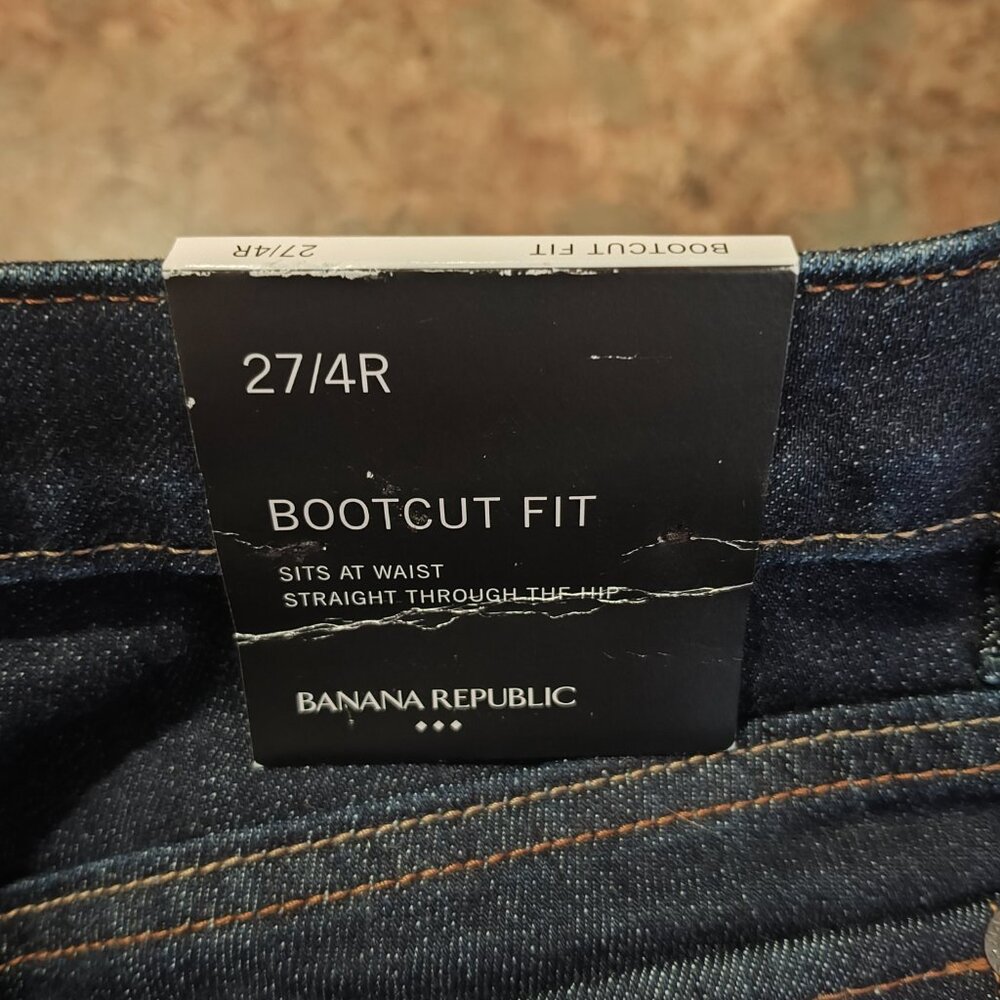 27/4R BOOTCUT FIT
27/4R
BOOTCUT FIT
SITS AT WAIST
STRAIGHT THROUGH THE HIP
BANANA REPUBLIC